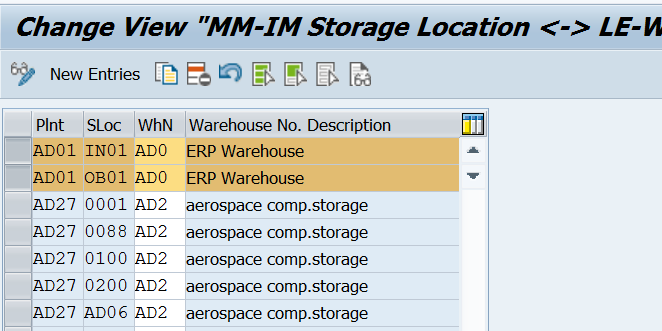 Change View "MM-IM Storage Location <-> LE-W
New Entries
Plnt SLoc WhN Warehouse No. Description
AD01 IN01 AD0 ERP Warehouse
AD01 OB01 AD0 ERP Warehouse
AD27 0001 AD2 aerospace comp.storage
AD27 0088 AD2 aerospace comp.storage
AD27 0100 AD2 aerospace comp.storage
AD27 0200 AD2 aerospace comp.storage
AD27 AD06 AD2 aerospace comp.storage